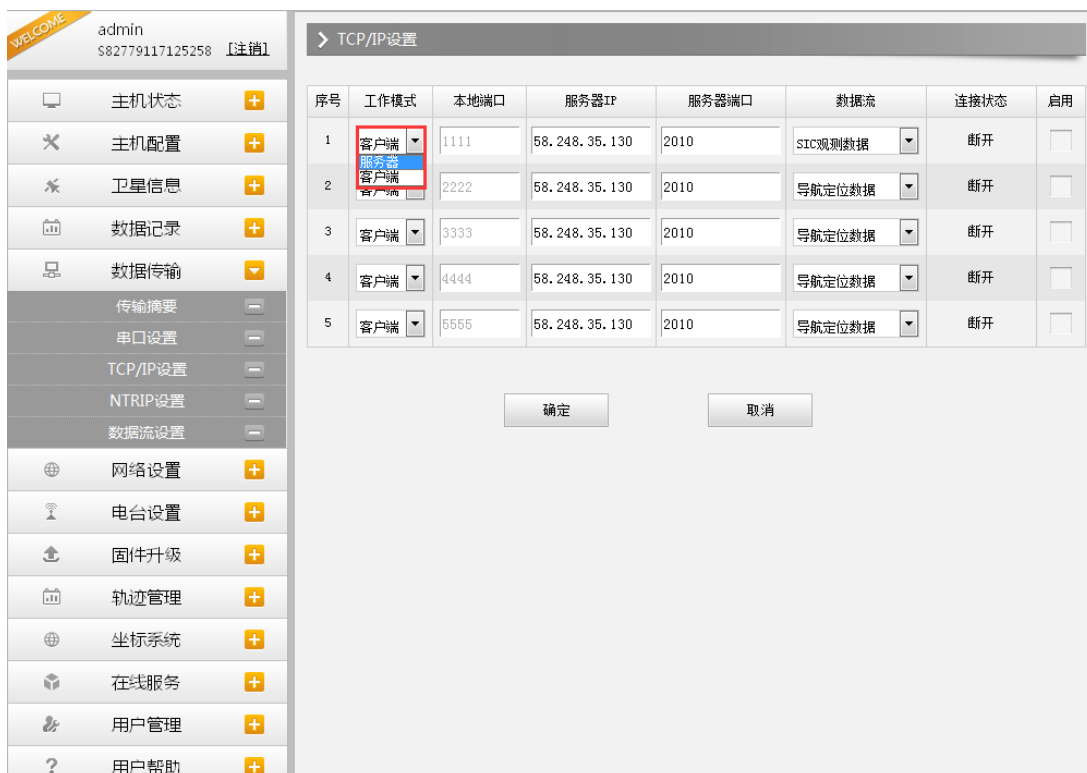 WELCOME
admin
S82779117125258 [注销]
主机状态
主机配置
卫星信息
数据记录
数据传输
传输摘要
串口设置
TCP/IP设置
NTRIP设置
数据流设置
网络设置
电台设置
固件升级
轨迹管理
坐标系统
在线服务
用户管理
用户帮助
TCP/IP设置
序号 工作模式 本地端口 服务器IP 服务器端口 数据流 连接状态 启用
1 客户端 1111 58.248.35.130 2010 SIC观测数据 断开
服务器
客户端
2 客户端 2222 58.248.35.130 2010 导航定位数据 断开
3 客户端 3333 58.248.35.130 2010 导航定位数据 断开
4 客户端 4444 58.248.35.130 2010 导航定位数据 断开
5 客户端 5555 58.248.35.130 2010 导航定位数据 断开
确定 取消